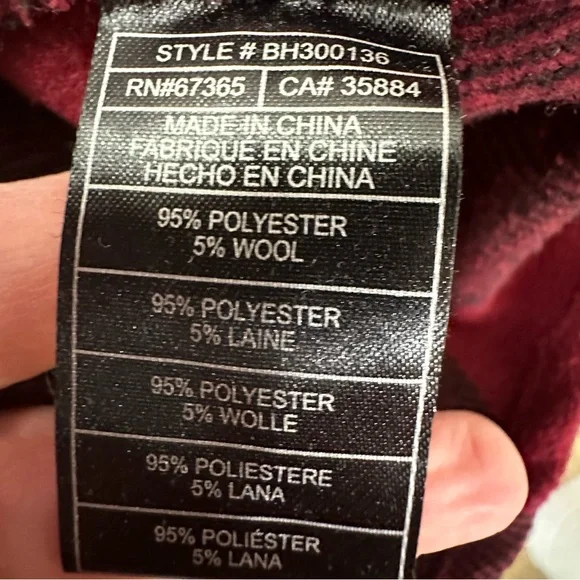 STYLE # BH300136
RN#67365 CA# 35884
MADE IN CHINA
FABRIQUE EN CHINE
HECHO EN CHINA
95% POLYESTER
5% WOOL
95% POLYESTER
5% LAINE
95% POLYESTER
5% WOLLE
95% POLIESTERE
5% LANA
95% POLIÉSTER
5% LANA